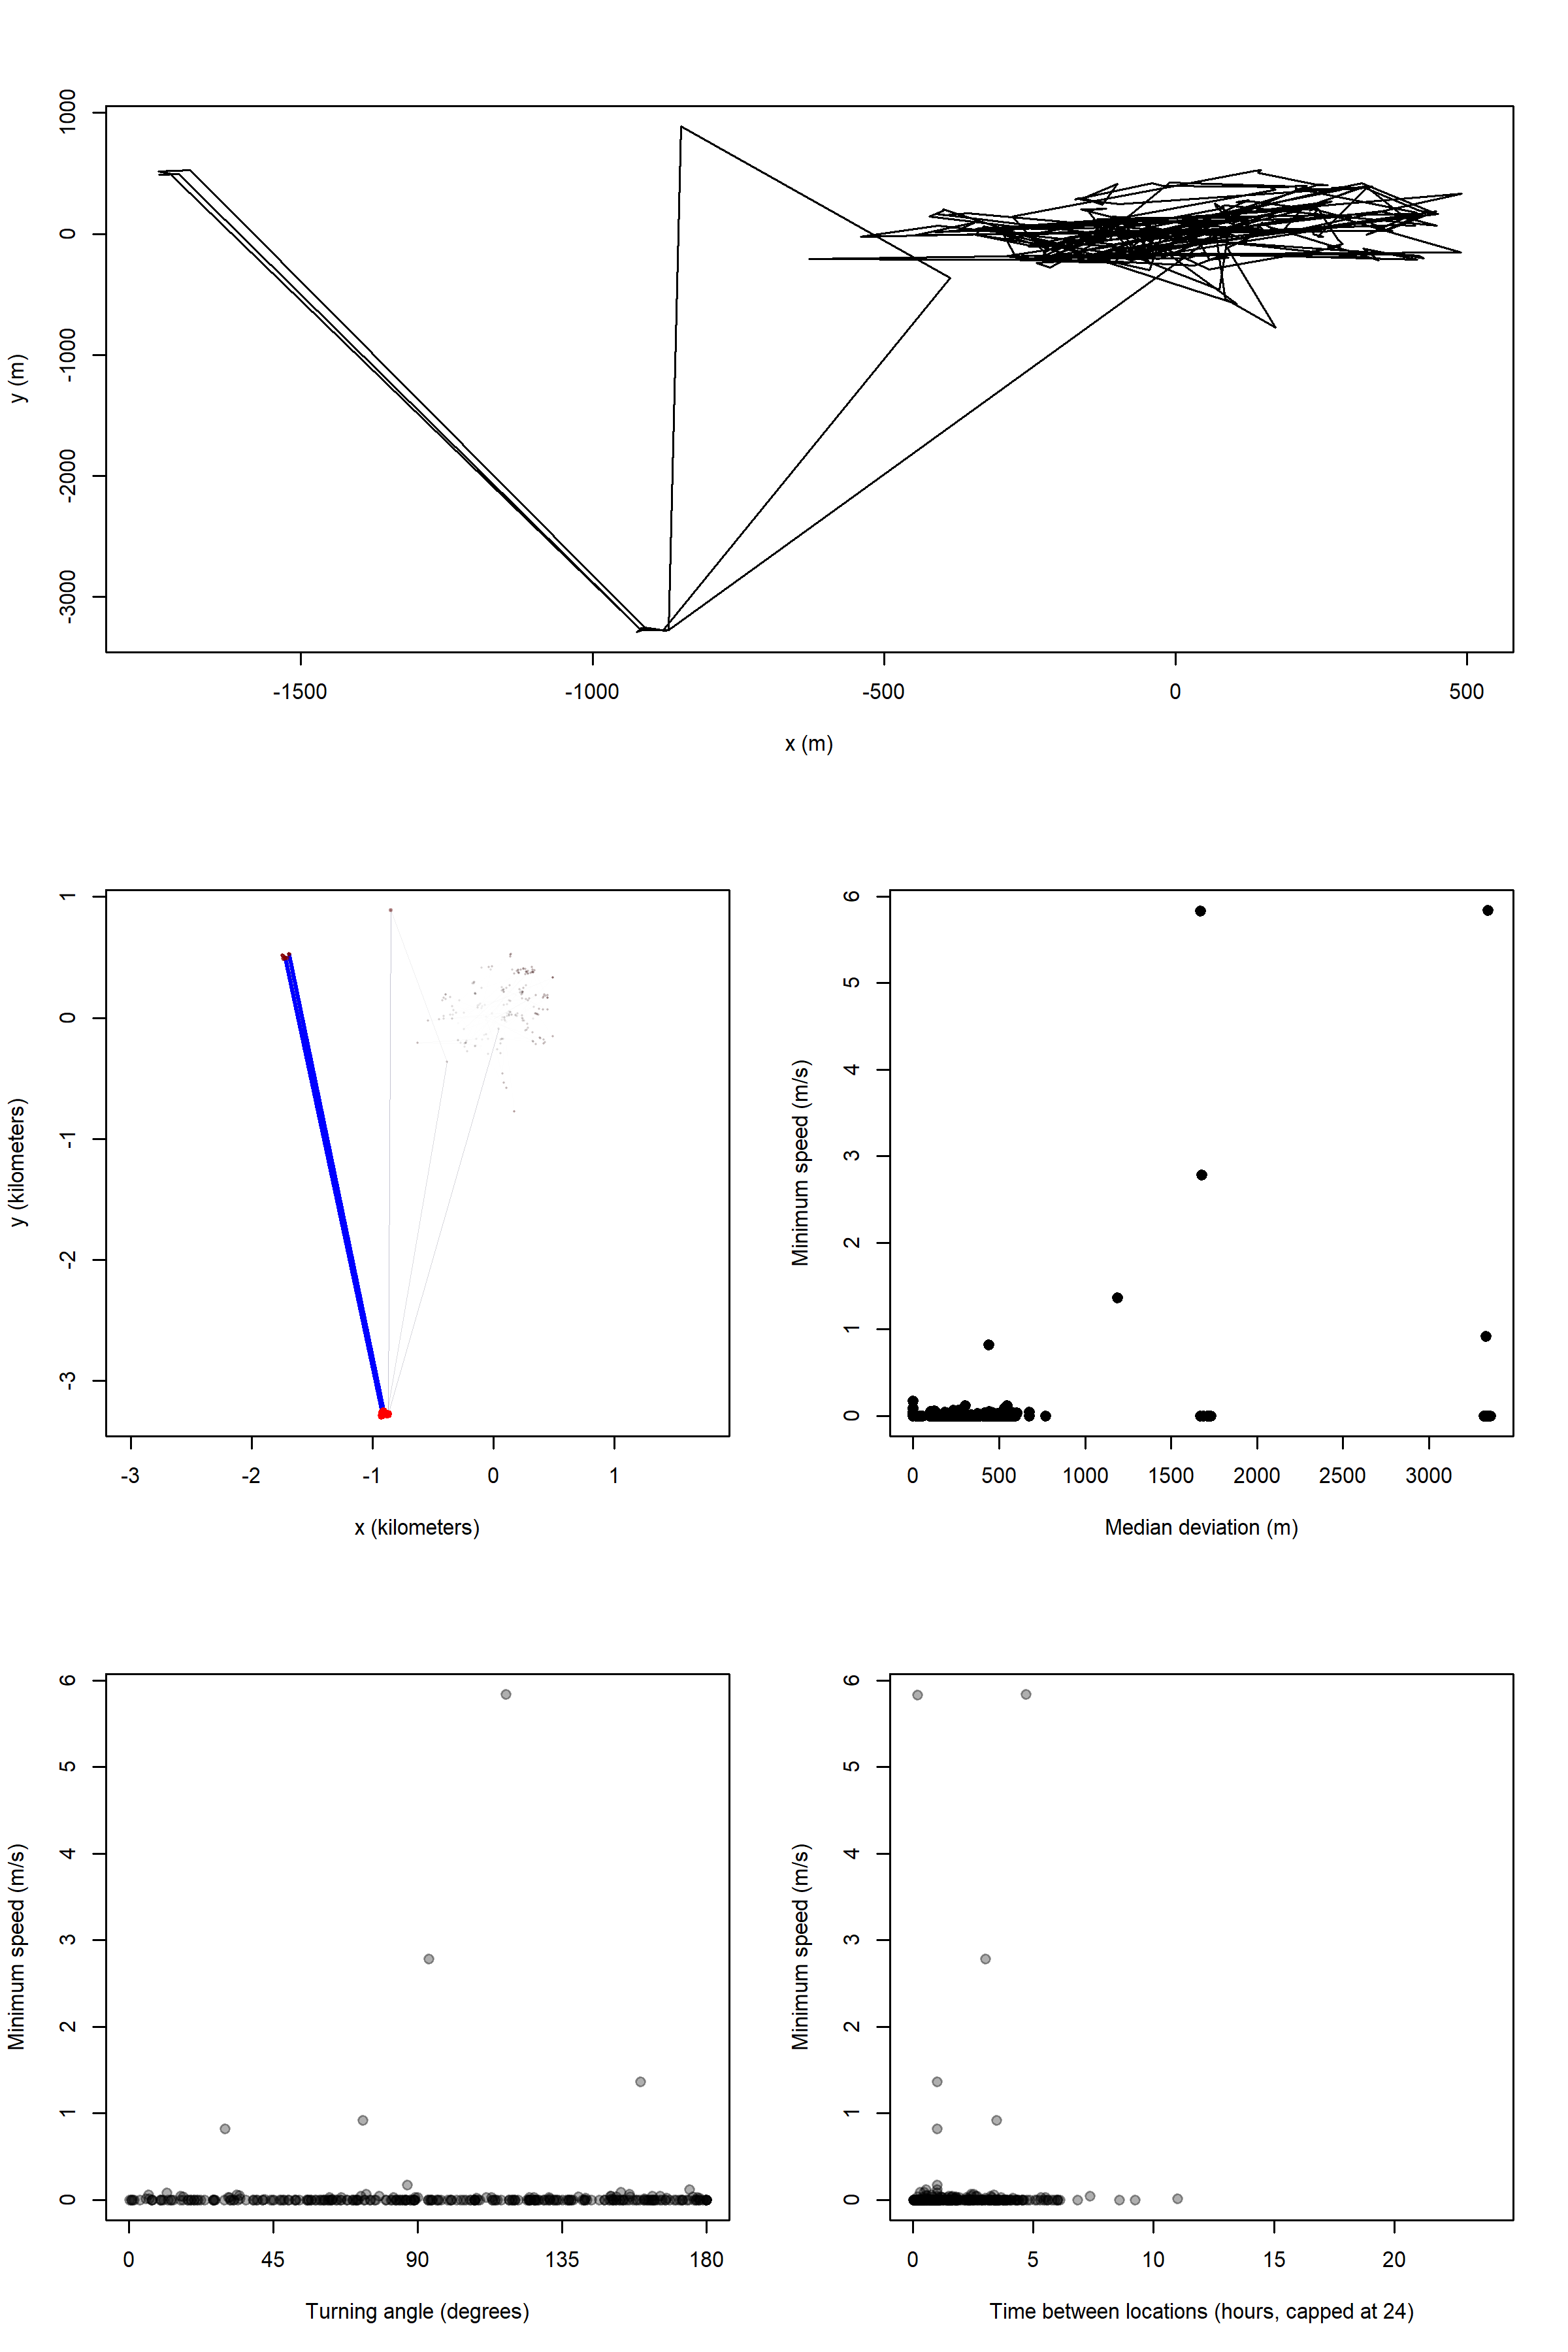 1000
0
-1000
-2000
-3000
y (m)
-1500 -1000 -500 0 500
x (m)
1
0
-1
-2
-3
y (kilometers)
-3 -2 -1 0 1
x (kilometers)
6
5
4
3
2
1
0
Minimum speed (m/s)
0 500 1000 1500 2000 2500 3000
Median deviation (m)
6
5
4
3
2
1
0
Minimum speed (m/s)
0 45 90 135 180
Turning angle (degrees)
6
5
4
3
2
1
0
Minimum speed (m/s)
0 5 10 15 20
Time between locations (hours, capped at 24)